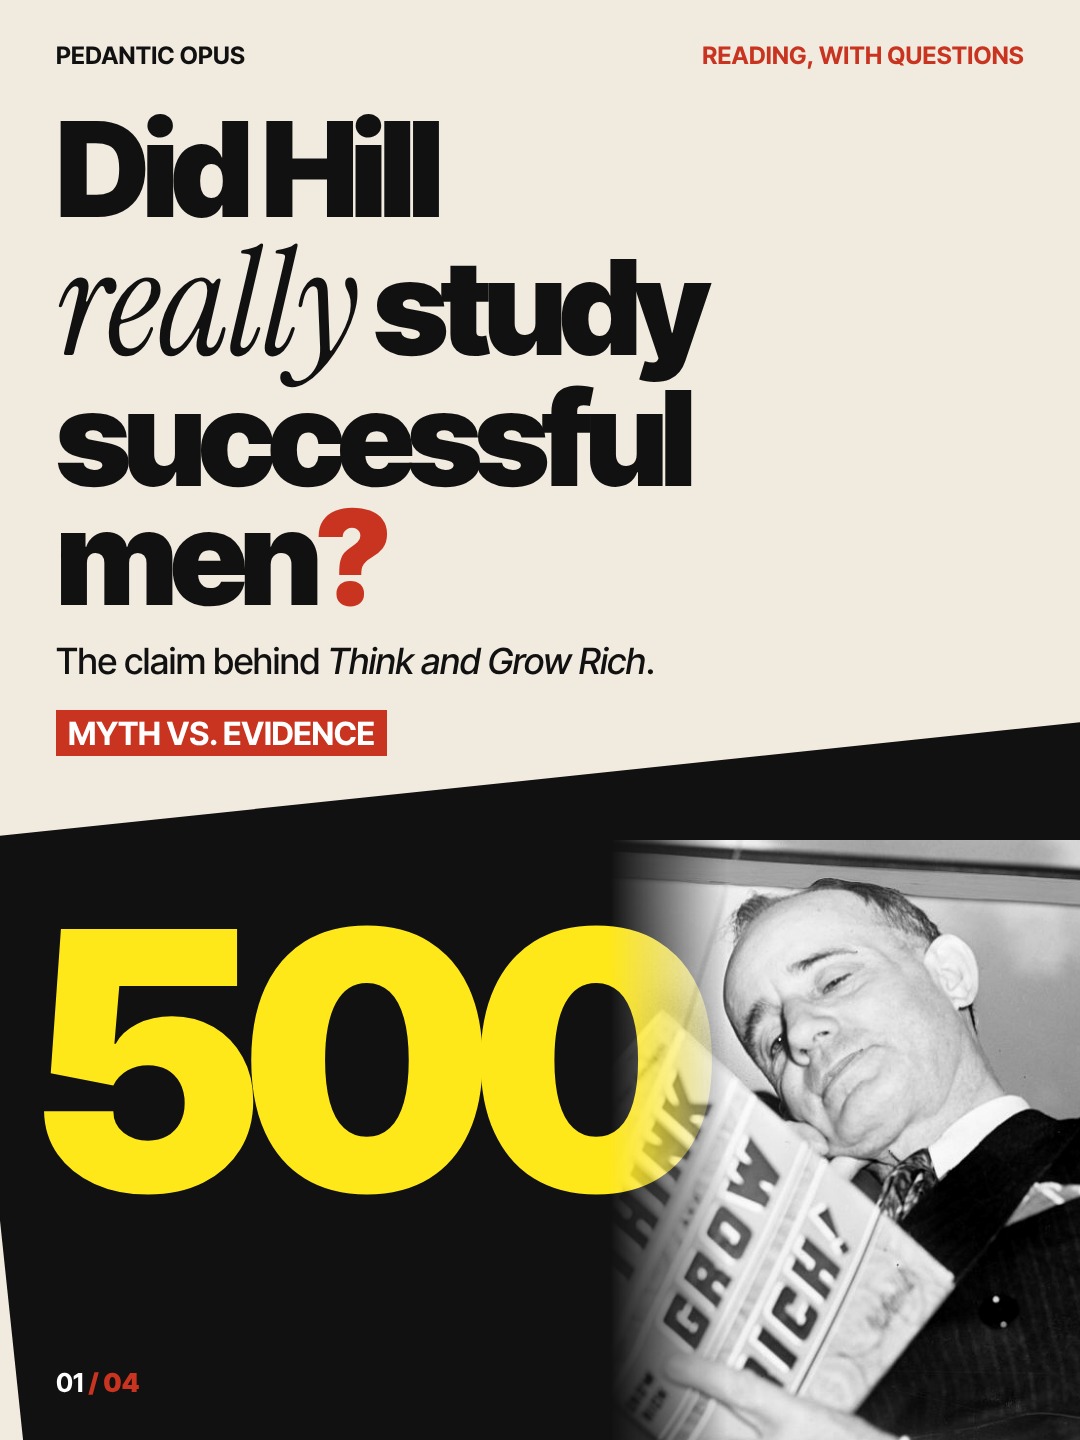 PEDANTIC OPUS
READING, WITH QUESTIONS
Did Hill
really study
successful
men?
The claim behind Think and Grow Rich.
MYTH VS. EVIDENCE
500
THINK
GROW
RICH!
01 / 04